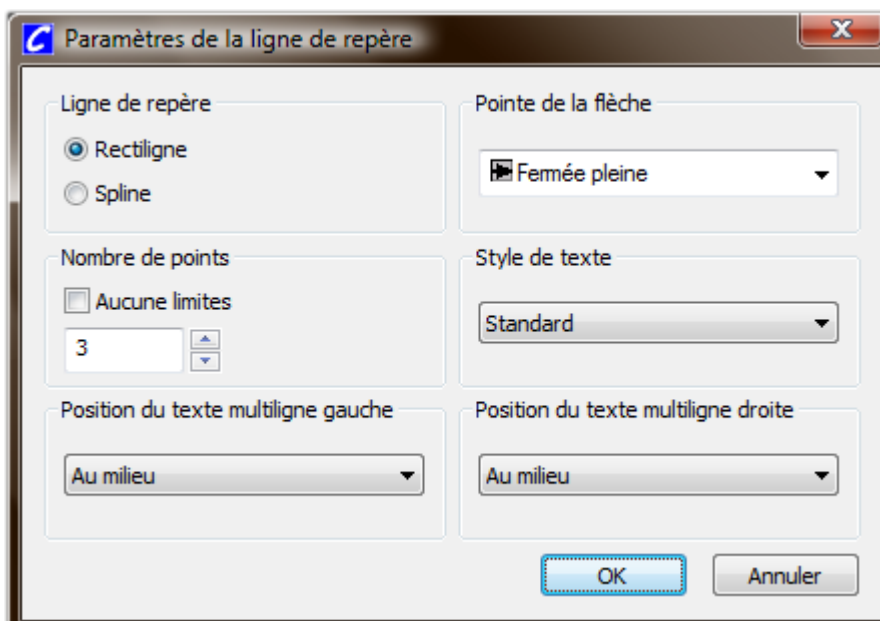 Paramètres de la ligne de repère
Ligne de repère
Rectiligne
Spline
Pointe de la flèche
Fermée pleine
Nombre de points
Aucune limites
3
Style de texte
Standard
Position du texte multiligne gauche
Au milieu
Position du texte multiligne droite
Au milieu
OK
Annuler